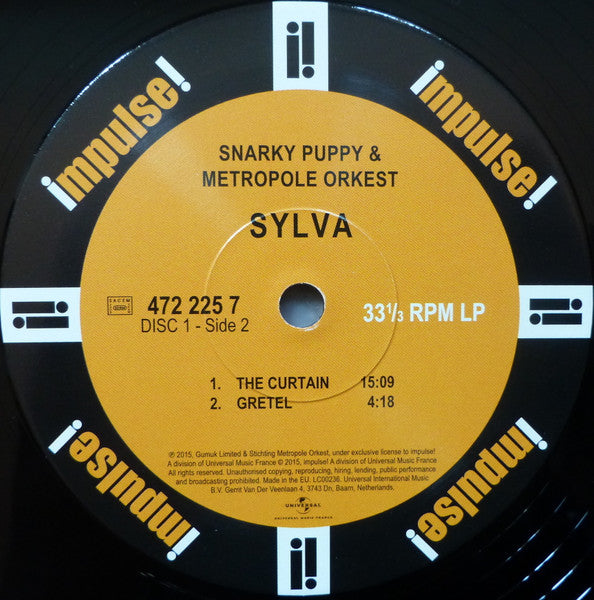 impulse!
impulse!
SNARKY PUPPY &
METROPOLE ORKEST
SYLVA
SACEM
472 225 7
DISC 1 - Side 2
33⅓ RPM LP
1. THE CURTAIN 15:09
2. GRETEL 4:18
℗ 2015, Gumuk Limited & Stichting Metropole Orkest, under exclusive license to impulse!
A division of Universal Music France © 2015, impulse! A division of Universal Music France
All rights reserved. Unauthorised copying, reproducing, hiring, lending, public performance
and broadcasting prohibited. Made in the EU. LC00236. Universal International Music
B.V. Gerrit Van Der Veenlaan 4, 3743 Dn, Baarn, Netherlands.
UNIVERSAL
UNIVERSAL MUSIC FRANCE
impulse!
impulse!